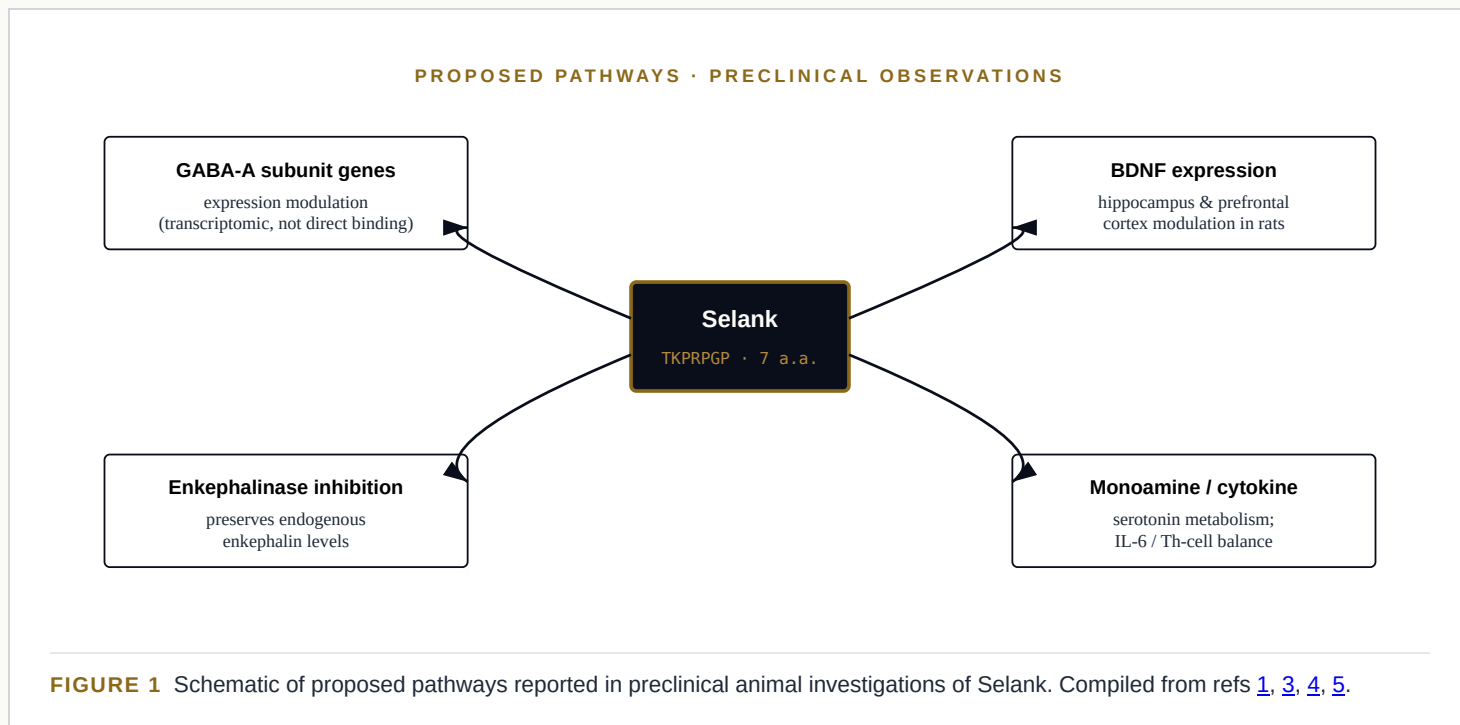 PROPOSED PATHWAYS · PRECLINICAL OBSERVATIONS
GABA-A subunit genes
expression modulation
(transcriptomic, not direct binding)
BDNF expression
hippocampus & prefrontal
cortex modulation in rats
Selank
TKPRPGP · 7 a.a.
Enkephalinase inhibition
preserves endogenous
enkephalin levels
Monoamine / cytokine
serotonin metabolism;
IL-6 / Th-cell balance
FIGURE 1 Schematic of proposed pathways reported in preclinical animal investigations of Selank. Compiled from refs 1, 3, 4, 5.